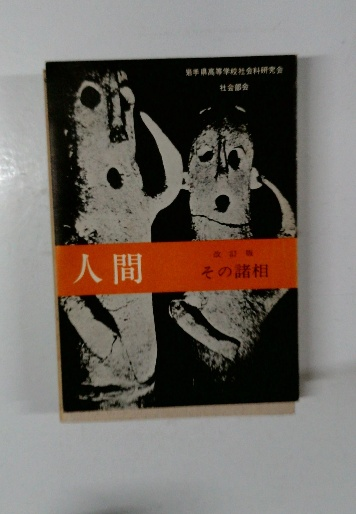 岩手県高等学校社会科研究会
社会部会
人間
改訂版
その諸相